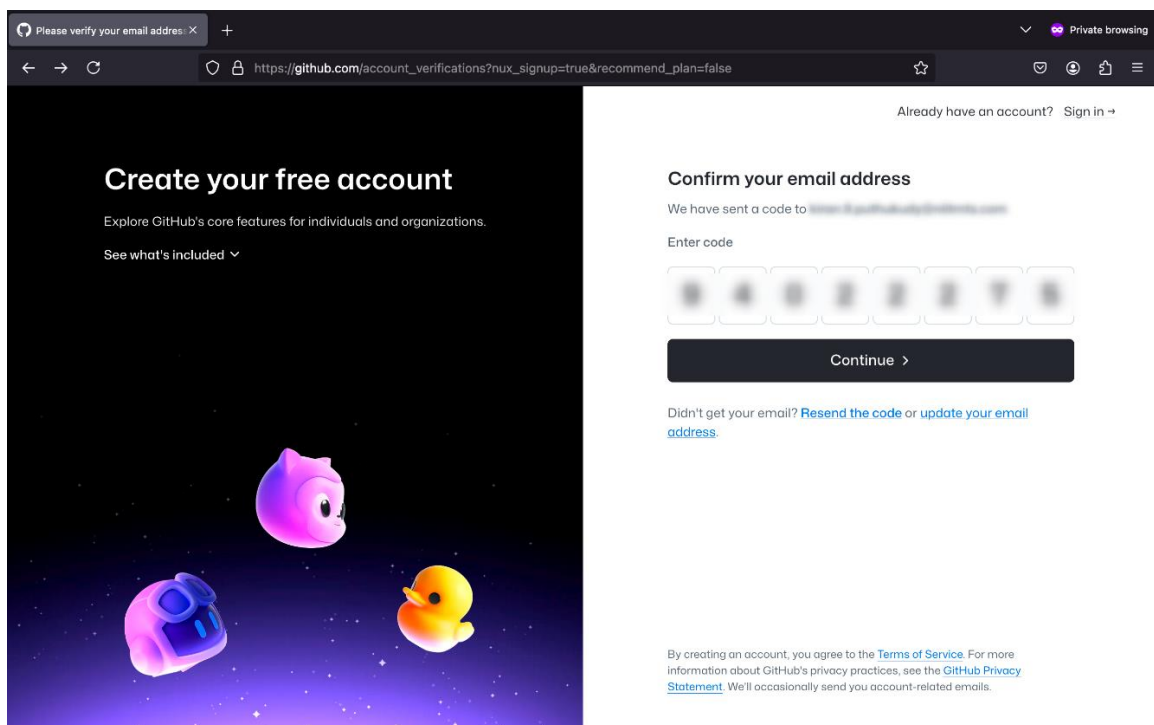 Please verify your email addres
Private browsing
https://github.com/account_verifications?nux_signup=true&recommend_plan=false
Already have an account? Sign in →
Create your free account
Explore GitHub's core features for individuals and organizations.
See what's included
Confirm your email address
We have sent a code to
Enter code
Continue >
Didn't get your email? Resend the code or update your email
address.
By creating an account, you agree to the Terms of Service. For more
information about GitHub's privacy practices, see the GitHub Privacy
Statement. We'll occasionally send you account-related emails.